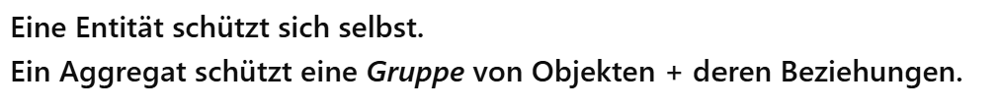 Eine Entität schützt sich selbst.
Ein Aggregat schützt eine Gruppe von Objekten + deren Beziehungen.